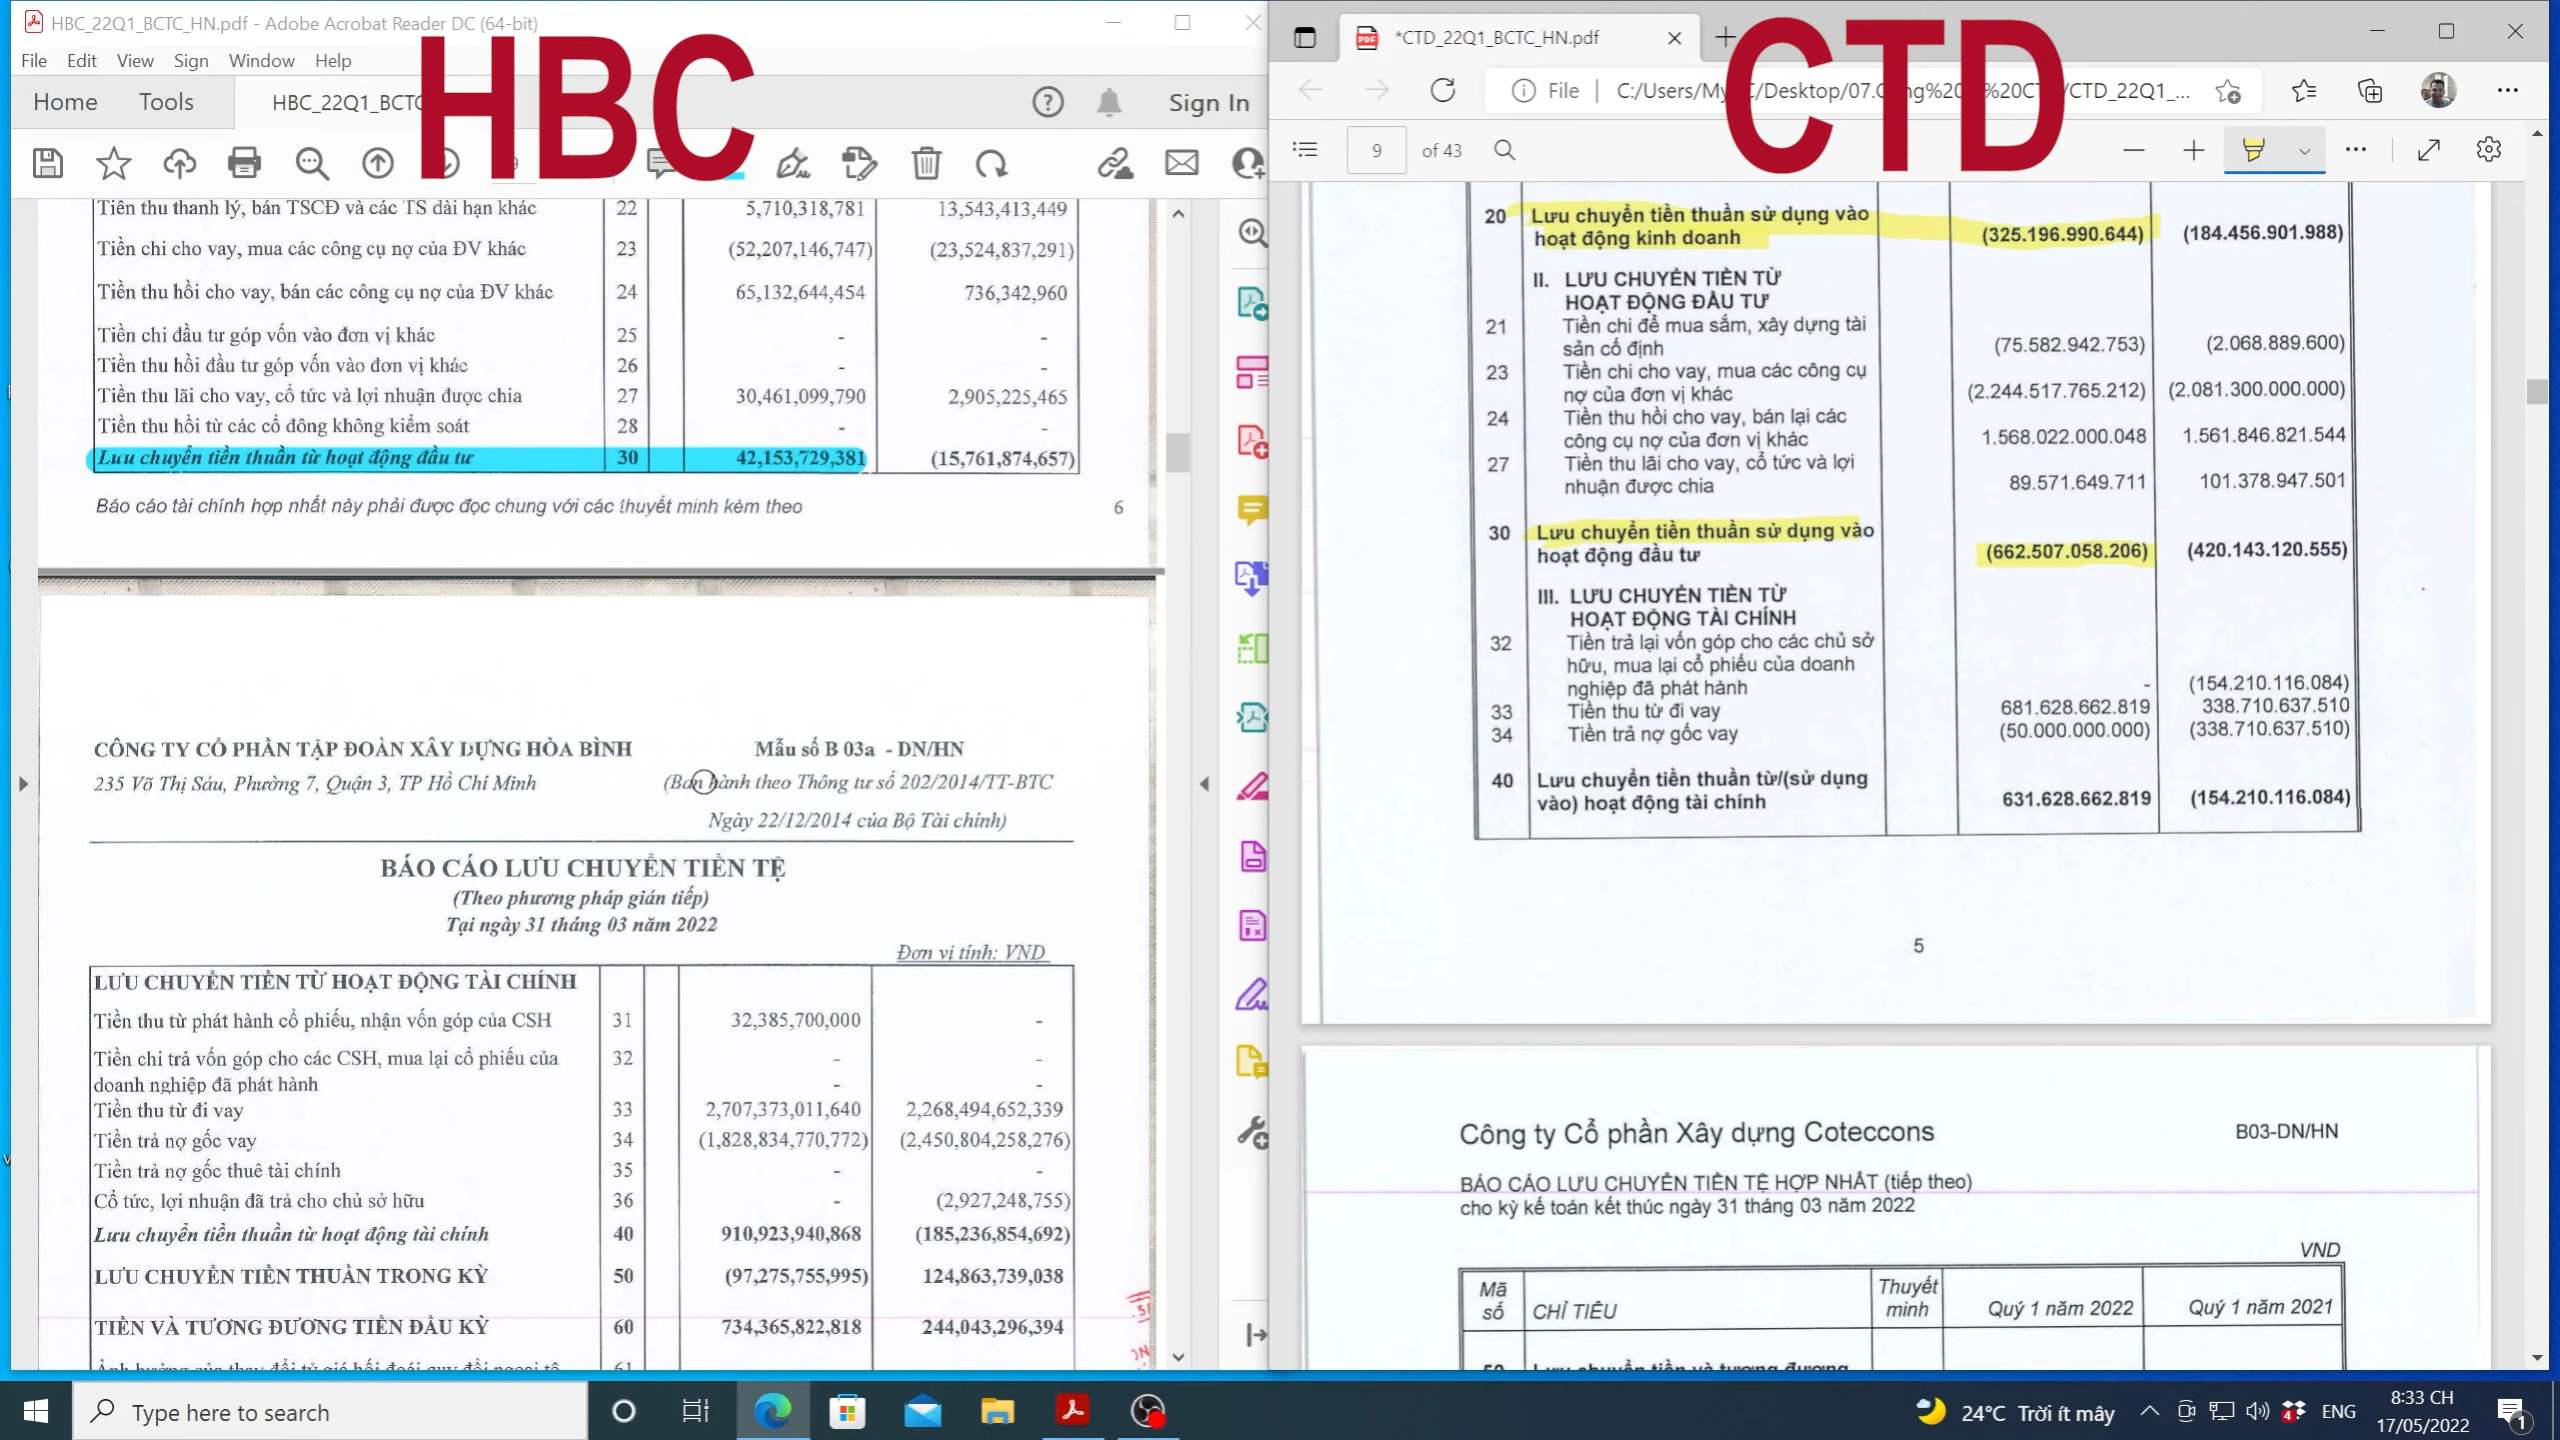 HBC_22Q1_BCTC_HN.pdf - Adobe Acrobat Reader DC (64-bit)
File Edit View Sign Window Help
Home Tools HBC_22Q1_BCTC
Sign In
HBC
Tiền thu thanh lý, bán TSCĐ và các TS dài hạn khác 22 5,710,318,781 13,543,413,449
Tiền chi cho vay, mua các công cụ nợ của ĐV khác 23 (52,207,146,747) (23,524,837,291)
Tiền thu hồi cho vay, bán các công cụ nợ của ĐV khác 24 65,132,644,454 736,342,960
Tiền chi đầu tư góp vốn vào đơn vị khác 25 - -
Tiền thu hồi đầu tư góp vốn vào đơn vị khác 26 - -
Tiền thu lãi cho vay, cổ tức và lợi nhuận được chia 27 30,461,099,790 2,905,225,465
Tiền thu hồi từ các cổ đông không kiểm soát 28 - -
Lưu chuyển tiền thuần từ hoạt động đầu tư 30 42,153,729,381 (15,761,874,657)
Báo cáo tài chính hợp nhất này phải được đọc chung với các thuyết minh kèm theo 6
CÔNG TY CỔ PHẦN TẬP ĐOÀN XÂY DỰNG HÒA BÌNH Mẫu số B 03a - DN/HN
235 Võ Thị Sáu, Phường 7, Quận 3, TP Hồ Chí Minh (Ban hành theo Thông tư số 202/2014/TT-BTC
Ngày 22/12/2014 của Bộ Tài chính)
BÁO CÁO LƯU CHUYỂN TIỀN TỆ
(Theo phương pháp gián tiếp)
Tại ngày 31 tháng 03 năm 2022
Đơn vị tính: VND
LƯU CHUYỂN TIỀN TỪ HOẠT ĐỘNG TÀI CHÍNH
Tiền thu từ phát hành cổ phiếu, nhận vốn góp của CSH 31 32,385,700,000 -
Tiền chi trả vốn góp cho các CSH, mua lại cổ phiếu của 32 - -
doanh nghiệp đã phát hành - -
Tiền thu từ đi vay 33 2,707,373,011,640 2,268,494,652,339
Tiền trả nợ gốc vay 34 (1,828,834,770,772) (2,450,804,258,276)
Tiền trả nợ gốc thuê tài chính 35 - -
Cổ tức, lợi nhuận đã trả cho chủ sở hữu 36 - (2,927,248,755)
Lưu chuyển tiền thuần từ hoạt động tài chính 40 910,923,940,868 (185,236,854,692)
LƯU CHUYỂN TIỀN THUẦN TRONG KỲ 50 (97,275,755,995) 124,863,739,038
TIỀN VÀ TƯƠNG ĐƯƠNG TIỀN ĐẦU KỲ 60 734,365,822,818 244,043,296,394
Ảnh hưởng của thay đổi tỷ giá hối đoái quy đổi ngoại tệ 61
*CTD_22Q1_BCTC_HN.pdf
File C:/Users/My
/CTD_22Q1_...
9 of 43
CTD
20 Lưu chuyển tiền thuần sử dụng vào
hoạt động kinh doanh (325.196.990.644) (184.456.901.988)
II. LƯU CHUYỂN TIỀN TỪ
HOẠT ĐỘNG ĐẦU TƯ
21 Tiền chi để mua sắm, xây dựng tài
sản cố định (75.582.942.753) (2.068.889.600)
23 Tiền chi cho vay, mua các công cụ
nợ của đơn vị khác (2.244.517.765.212) (2.081.300.000.000)
24 Tiền thu hồi cho vay, bán lại các
công cụ nợ của đơn vị khác 1.568.022.000.048 1.561.846.821.544
27 Tiền thu lãi cho vay, cổ tức và lợi
nhuận được chia 89.571.649.711 101.378.947.501
30 Lưu chuyển tiền thuần sử dụng vào
hoạt động đầu tư (662.507.058.206) (420.143.120.555)
III. LƯU CHUYỂN TIỀN TỪ
HOẠT ĐỘNG TÀI CHÍNH
32 Tiền trả lại vốn góp cho các chủ sở
hữu, mua lại cổ phiếu của doanh
nghiệp đã phát hành - (154.210.116.084)
33 Tiền thu từ đi vay 681.628.662.819 338.710.637.510
34 Tiền trả nợ gốc vay (50.000.000.000) (338.710.637.510)
40 Lưu chuyển tiền thuần từ/(sử dụng
vào) hoạt động tài chính 631.628.662.819 (154.210.116.084)
5
Công ty Cổ phần Xây dựng Coteccons B03-DN/HN
BÁO CÁO LƯU CHUYỂN TIỀN TỆ HỢP NHẤT (tiếp theo)
cho kỳ kế toán kết thúc ngày 31 tháng 03 năm 2022
VND
Mã số CHỈ TIÊU Thuyết minh Quý 1 năm 2022 Quý 1 năm 2021
50 Lưu chuyển tiền và tương đương
Type here to search
24°C Trời ít mây
4
ENG
8:33 CH
17/05/2022
1